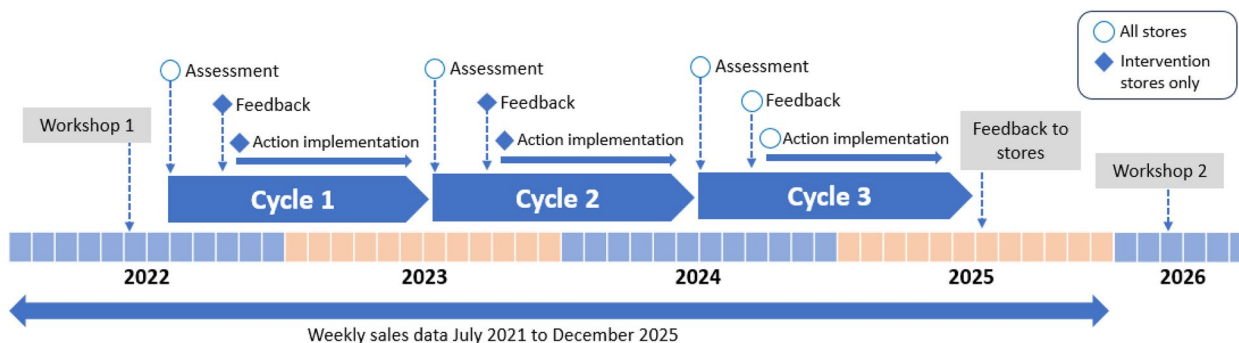 All stores
Intervention
stores only
Assessment
Assessment
Assessment
Feedback
Feedback
Feedback
Workshop 1
Action implementation
Action implementation
Action implementation
Feedback to
stores
Workshop 2
Cycle 1
Cycle 2
Cycle 3
2022
2023
2024
2025
2026
Weekly sales data July 2021 to December 2025